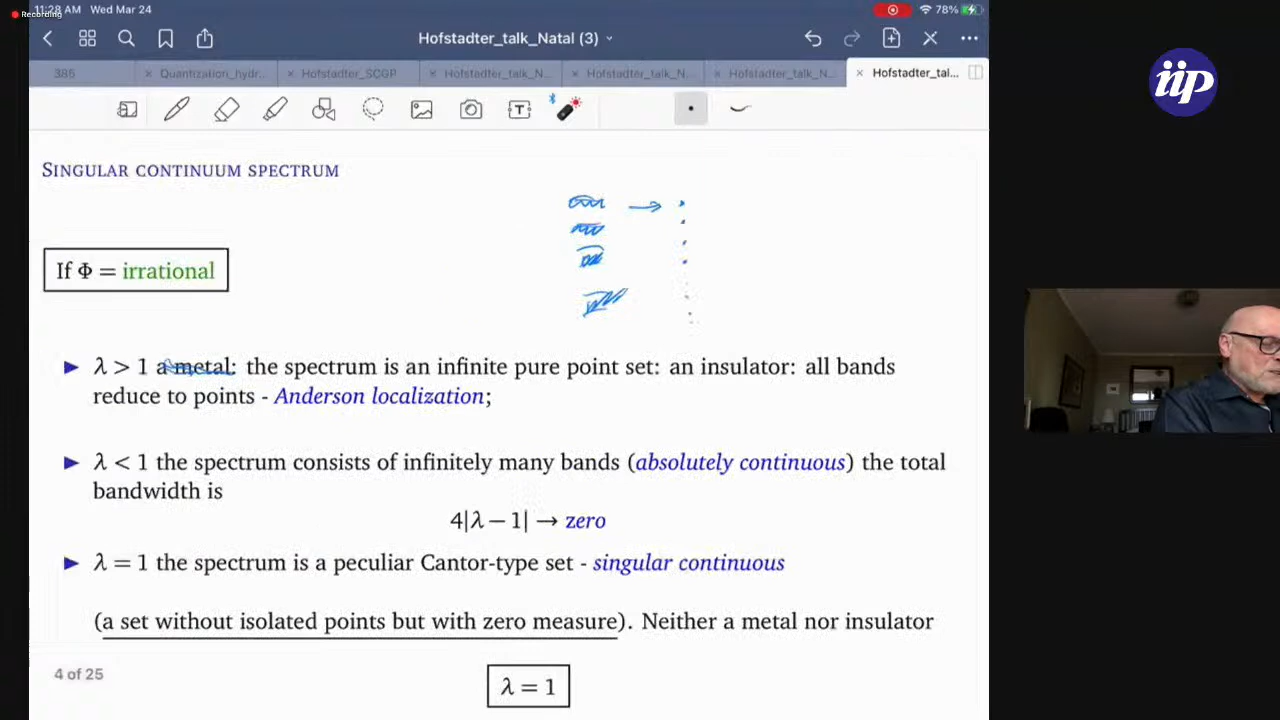 11:28 AM Wed Mar 24
Recording
78%
Hofstadter_talk_Natal (3)
385
Quantization_hydr...
Hofstadter_SCGP
Hofstadter_talk_N...
Hofstadter_talk_N...
Hofstadter_talk_N...
Hofstadter_tal...
T
iip
SINGULAR CONTINUUM SPECTRUM
If Φ = irrational
λ > 1 a metal: the spectrum is an infinite pure point set: an insulator: all bands
reduce to points - Anderson localization;
λ < 1 the spectrum consists of infinitely many bands (absolutely continuous) the total
bandwidth is
4|λ − 1| → zero
λ = 1 the spectrum is a peculiar Cantor-type set - singular continuous
(a set without isolated points but with zero measure). Neither a metal nor insulator
4 of 25
λ = 1